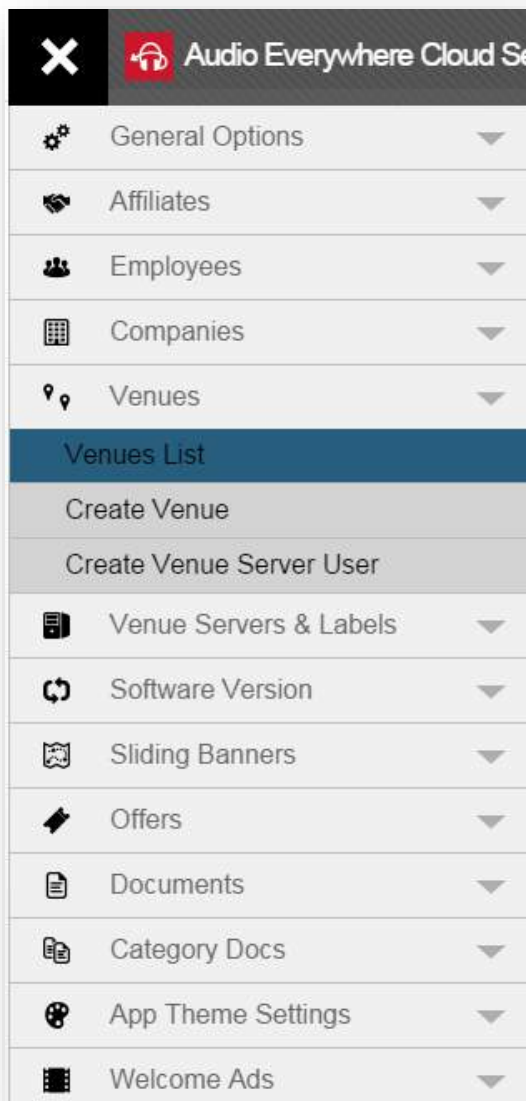 Audio Everywhere Cloud Se
General Options
Affiliates
Employees
Companies
Venues
Venues List
Create Venue
Create Venue Server User
Venue Servers & Labels
Software Version
Sliding Banners
Offers
Documents
Category Docs
App Theme Settings
Welcome Ads